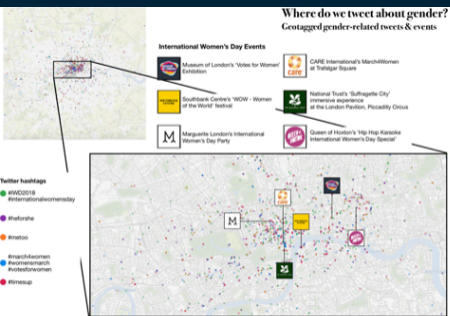 Where do we tweet about gender?
Geotagged gender-related tweets & events
International Women's Day Events
Museum of London's 'Votes for Women'
Exhibition
Southbank Centre's 'WOW - Women
of the World' festival
M
Marguerite London's International
Women's Day Party
care
CARE International's March4Women
at Trafalgar Square
National Trust's 'Suffragette City'
immersive experience
at the London Pavilion, Piccadilly Circus
Queen of Hoxton's 'Hip Hop Karaoke
International Women's Day Special'
Twitter hashtags
#IWD2018
#internationalwomensday
#heforshe
#metoo
#march4women
#womensmarch
#votesforwomen
#timesup
care
M